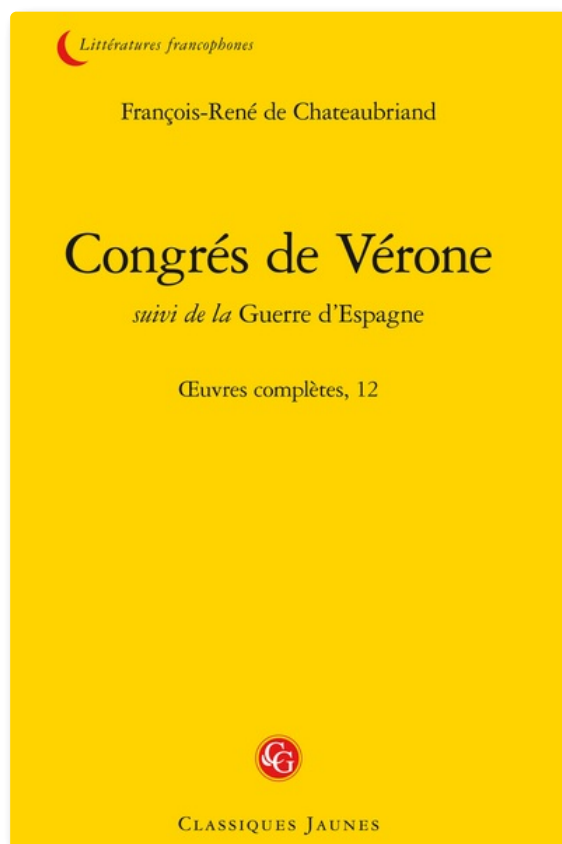 Littératures francophones
François-René de Chateaubriand
Congrés de Vérone
suivi de la Guerre d'Espagne
Œuvres complètes, 12
CG
CLASSIQUES JAUNES